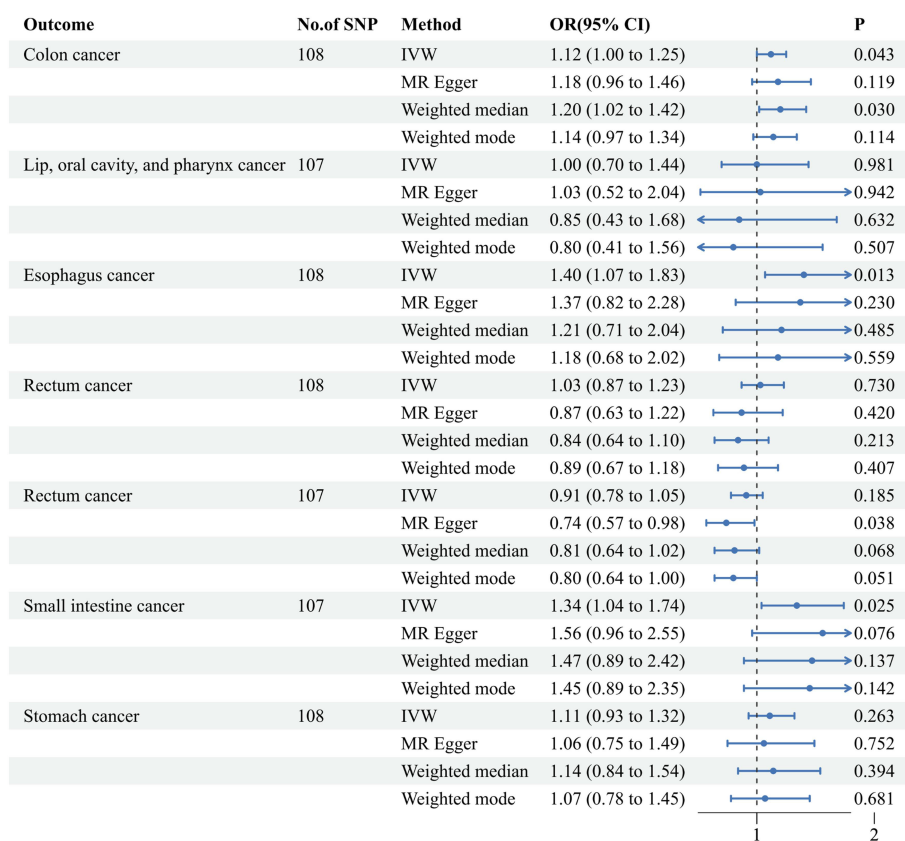 Outcome No.of SNP Method OR(95% CI) P
Colon cancer 108 IVW 1.12 (1.00 to 1.25) 0.043
MR Egger 1.18 (0.96 to 1.46) 0.119
Weighted median 1.20 (1.02 to 1.42) 0.030
Weighted mode 1.14 (0.97 to 1.34) 0.114
Lip, oral cavity, and pharynx cancer 107 IVW 1.00 (0.70 to 1.44) 0.981
MR Egger 1.03 (0.52 to 2.04) 0.942
Weighted median 0.85 (0.43 to 1.68) 0.632
Weighted mode 0.80 (0.41 to 1.56) 0.507
Esophagus cancer 108 IVW 1.40 (1.07 to 1.83) 0.013
MR Egger 1.37 (0.82 to 2.28) 0.230
Weighted median 1.21 (0.71 to 2.04) 0.485
Weighted mode 1.18 (0.68 to 2.02) 0.559
Rectum cancer 108 IVW 1.03 (0.87 to 1.23) 0.730
MR Egger 0.87 (0.63 to 1.22) 0.420
Weighted median 0.84 (0.64 to 1.10) 0.213
Weighted mode 0.89 (0.67 to 1.18) 0.407
Rectum cancer 107 IVW 0.91 (0.78 to 1.05) 0.185
MR Egger 0.74 (0.57 to 0.98) 0.038
Weighted median 0.81 (0.64 to 1.02) 0.068
Weighted mode 0.80 (0.64 to 1.00) 0.051
Small intestine cancer 107 IVW 1.34 (1.04 to 1.74) 0.025
MR Egger 1.56 (0.96 to 2.55) 0.076
Weighted median 1.47 (0.89 to 2.42) 0.137
Weighted mode 1.45 (0.89 to 2.35) 0.142
Stomach cancer 108 IVW 1.11 (0.93 to 1.32) 0.263
MR Egger 1.06 (0.75 to 1.49) 0.752
Weighted median 1.14 (0.84 to 1.54) 0.394
Weighted mode 1.07 (0.78 to 1.45) 0.681
1 2